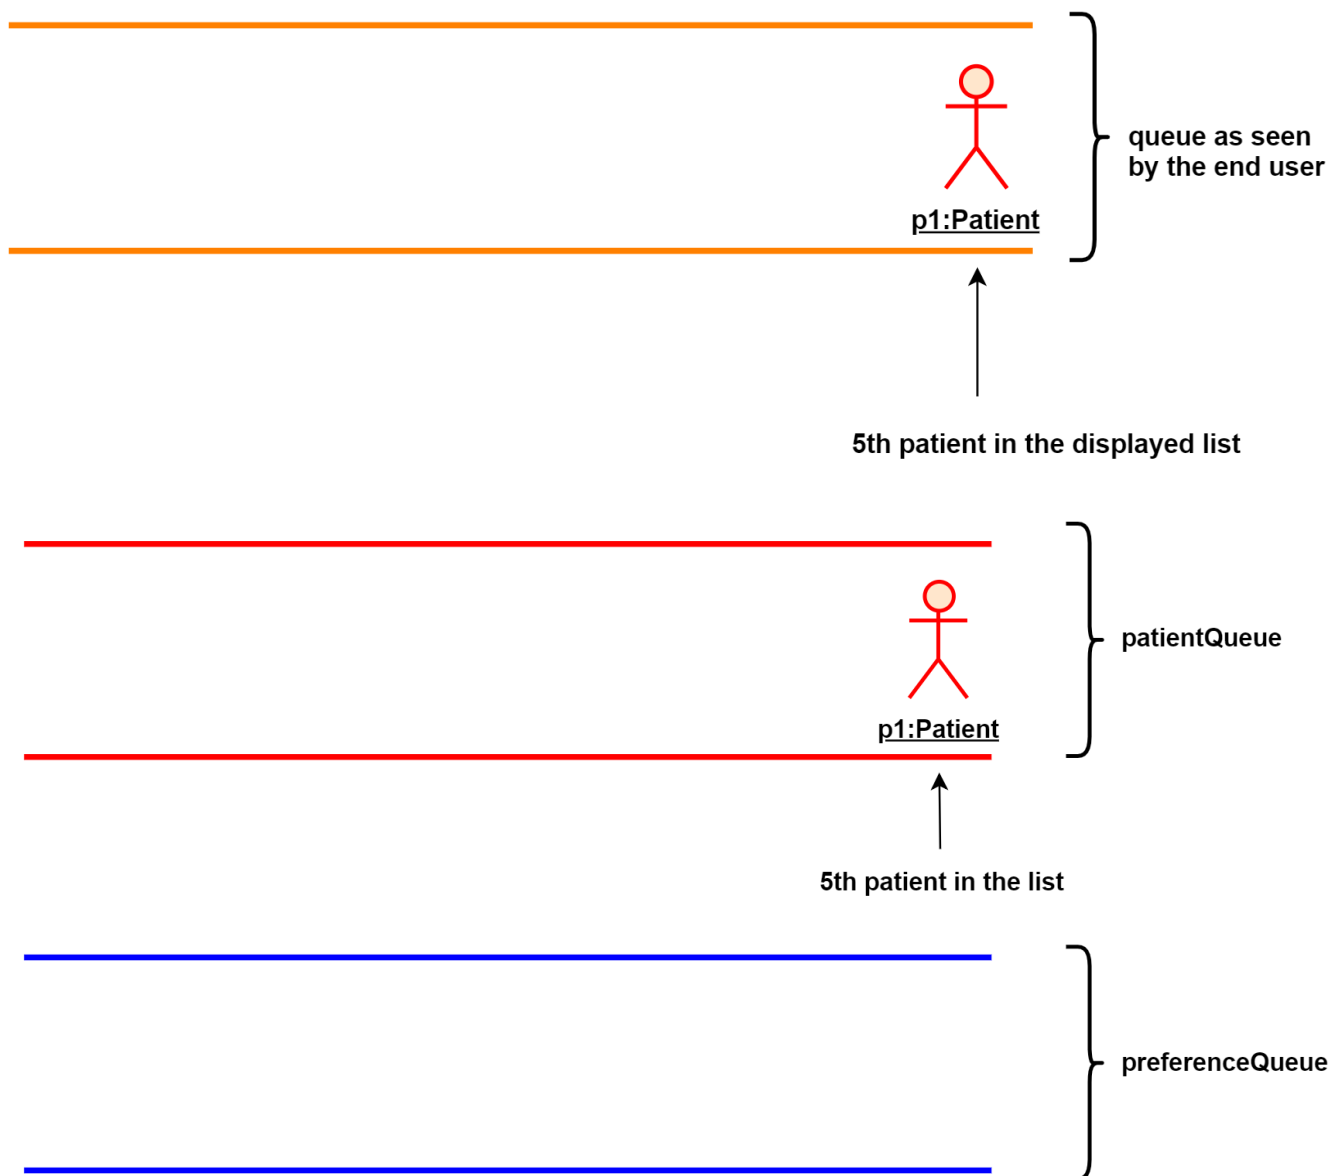 queue as seen
by the end user
p1:Patient
5th patient in the displayed list
patientQueue
p1:Patient
5th patient in the list
preferenceQueue